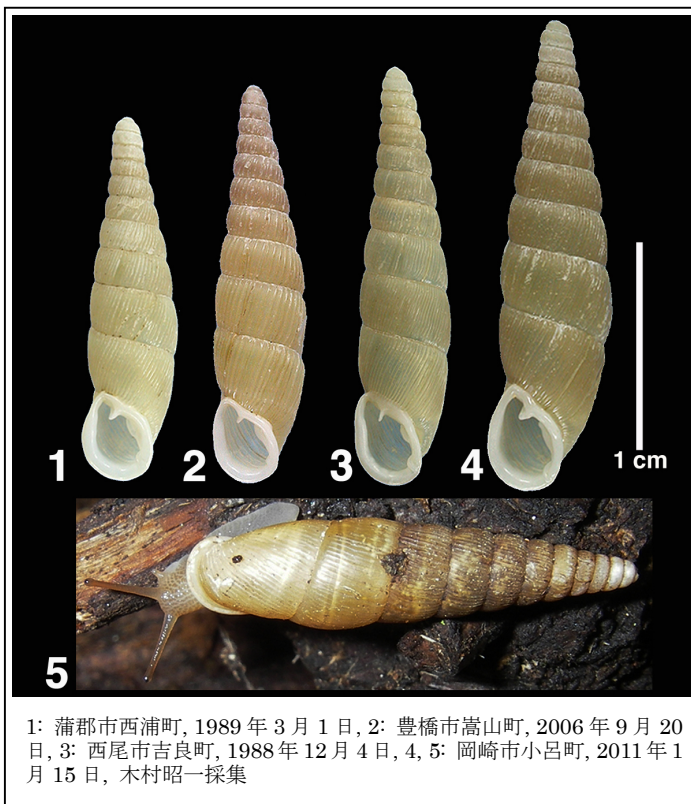 1
2
3
4
1 cm
5
1: 蒲郡市西浦町, 1989 年 3 月 1 日, 2: 豊橋市嵩山町, 2006 年 9 月 20
日, 3: 西尾市吉良町, 1988 年 12 月 4 日, 4, 5: 岡崎市小呂町, 2011 年 1
月 15 日, 木村昭一採集